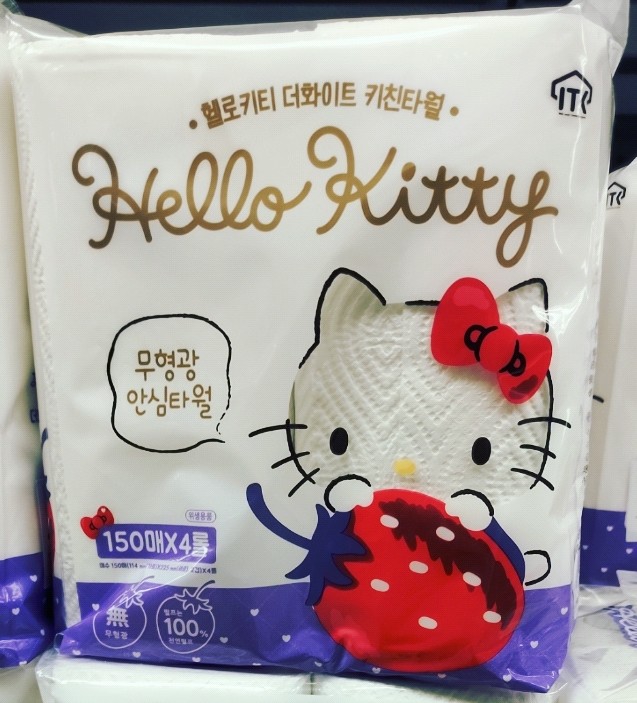 헬로키티 더화이트 키친타월
ITK
Hello Kitty
무형광
안심타월
위생용품
150매X4롤
無
무형광
펄프는
100%
천연펄프